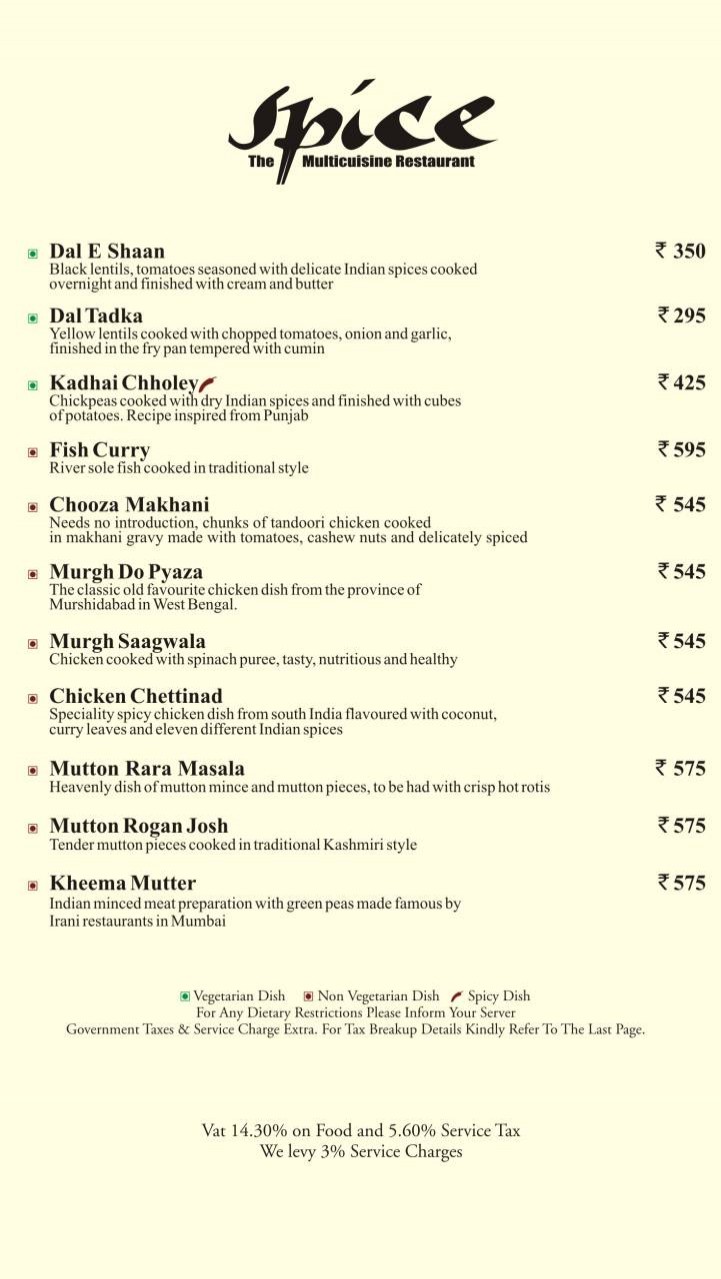 spice
The Multicuisine Restaurant
Dal E Shaan ₹ 350
Black lentils, tomatoes seasoned with delicate Indian spices cooked
overnight and finished with cream and butter
Dal Tadka ₹ 295
Yellow lentils cooked with chopped tomatoes, onion and garlic,
finished in the fry pan tempered with cumin
Kadhai Chholey ₹ 425
Chickpeas cooked with dry Indian spices and finished with cubes
of potatoes. Recipe inspired from Punjab
Fish Curry ₹ 595
River sole fish cooked in traditional style
Chooza Makhani ₹ 545
Needs no introduction, chunks of tandoori chicken cooked
in makhani gravy made with tomatoes, cashew nuts and delicately spiced
Murgh Do Pyaza ₹ 545
The classic old favourite chicken dish from the province of
Murshidabad in West Bengal.
Murgh Saagwala ₹ 545
Chicken cooked with spinach puree, tasty, nutritious and healthy
Chicken Chettinad ₹ 545
Speciality spicy chicken dish from south India flavoured with coconut,
curry leaves and eleven different Indian spices
Mutton Rara Masala ₹ 575
Heavenly dish of mutton mince and mutton pieces, to be had with crisp hot rotis
Mutton Rogan Josh ₹ 575
Tender mutton pieces cooked in traditional Kashmiri style
Kheema Mutter ₹ 575
Indian minced meat preparation with green peas made famous by
Irani restaurants in Mumbai
Vegetarian Dish Non Vegetarian Dish Spicy Dish
For Any Dietary Restrictions Please Inform Your Server
Government Taxes & Service Charge Extra. For Tax Breakup Details Kindly Refer To The Last Page.
Vat 14.30% on Food and 5.60% Service Tax
We levy 3% Service Charges